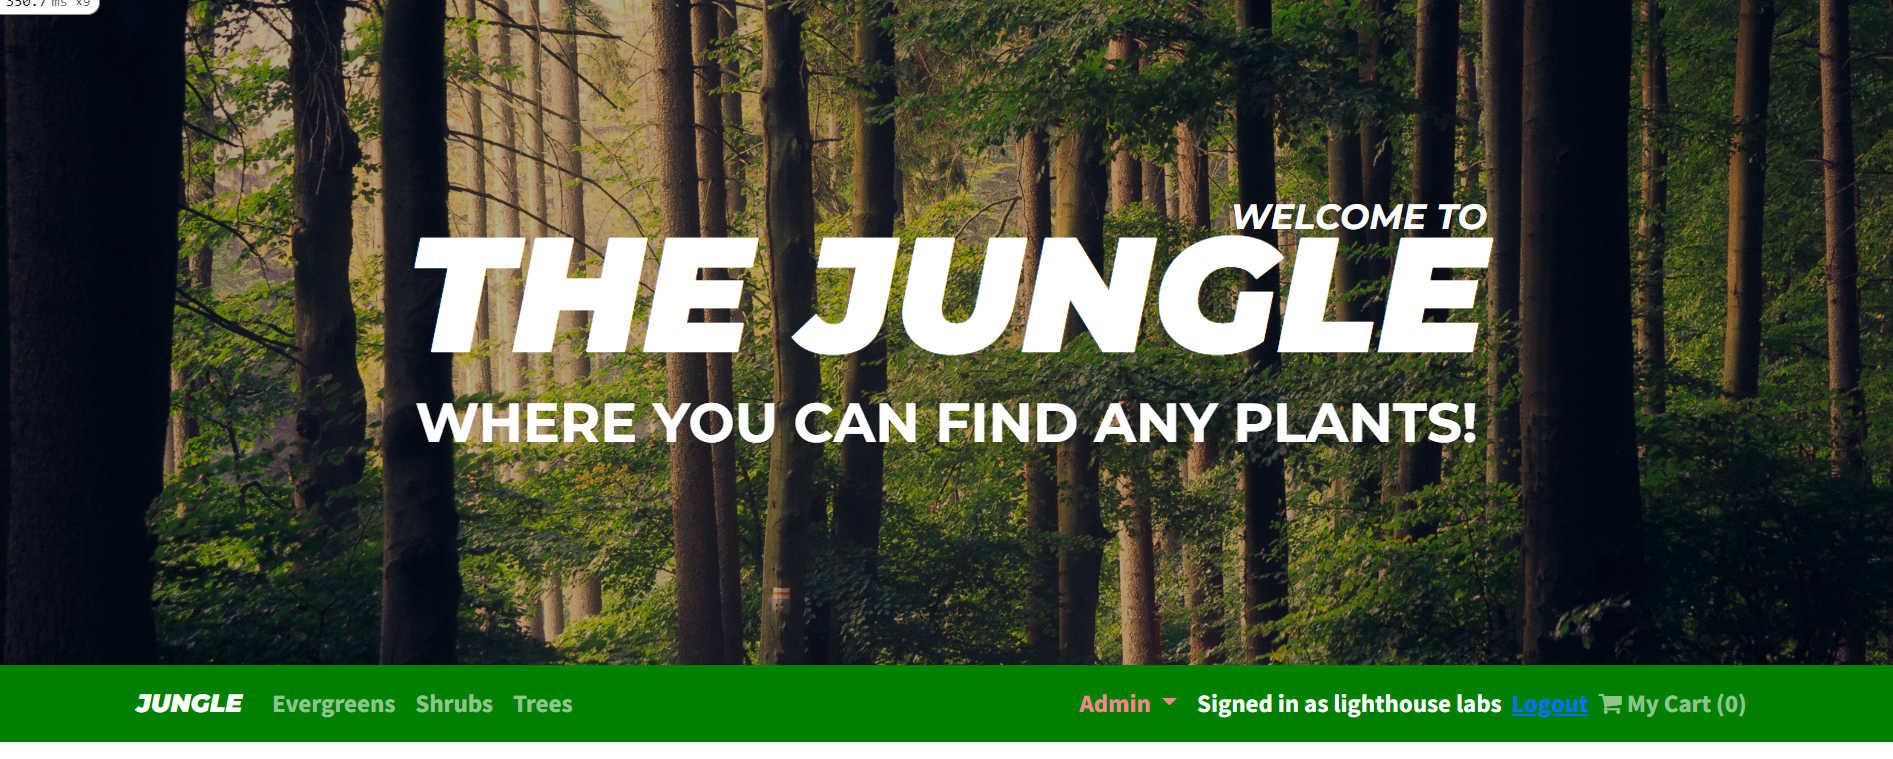 350.7 ms ×9
WELCOME TO
THE JUNGLE
WHERE YOU CAN FIND ANY PLANTS!
JUNGLE Evergreens Shrubs Trees Admin Signed in as lighthouse labs Logout My Cart (0)